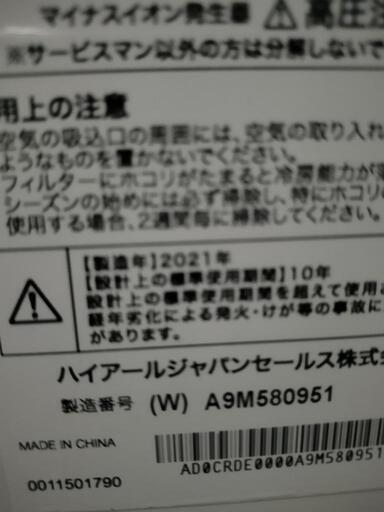 マイナスイオン発生器 ⚠ 高圧注
※サービスマン以外の方は分解しないで
用上の注意
空気の吸込口の周囲には、空気の取り入れ
ようなものを置かないでください。
フィルターにホコリがたまると冷房能力が
シーズンの始めには必ず掃除し、特にホコリの
使用する場合、2週間毎に掃除してください。
【製造年】2021年
【設計上の標準使用期間】10年
設計上の標準使用期間を超えて使用
経年劣化による発火・けが等の事故に
があります。
ハイアールジャパンセールス株式
製造番号 (W) A9M580951
MADE IN CHINA
AD0CRDE0000A9M580951
0011501790